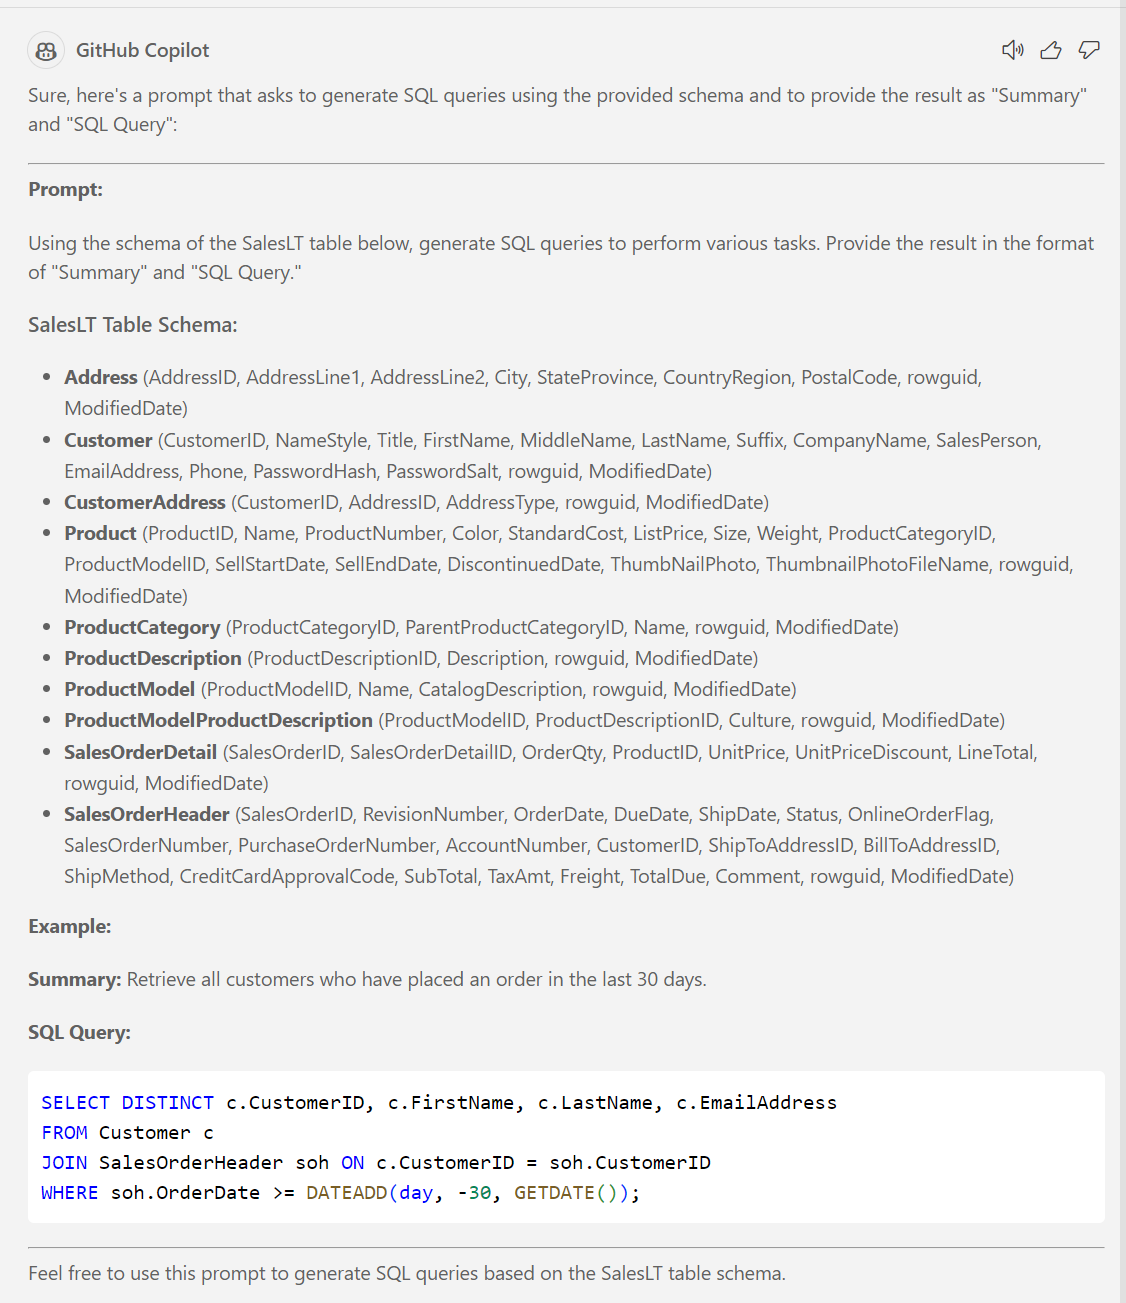 GitHub Copilot
Sure, here's a prompt that asks to generate SQL queries using the provided schema and to provide the result as "Summary"
and "SQL Query":
Prompt:
Using the schema of the SalesLT table below, generate SQL queries to perform various tasks. Provide the result in the format
of "Summary" and "SQL Query."
SalesLT Table Schema:
• Address (AddressID, AddressLine1, AddressLine2, City, StateProvince, CountryRegion, PostalCode, rowguid,
ModifiedDate)
• Customer (CustomerID, NameStyle, Title, FirstName, MiddleName, LastName, Suffix, CompanyName, SalesPerson,
EmailAddress, Phone, PasswordHash, PasswordSalt, rowguid, ModifiedDate)
• CustomerAddress (CustomerID, AddressID, AddressType, rowguid, ModifiedDate)
• Product (ProductID, Name, ProductNumber, Color, StandardCost, ListPrice, Size, Weight, ProductCategoryID,
ProductModelID, SellStartDate, SellEndDate, DiscontinuedDate, ThumbNailPhoto, ThumbnailPhotoFileName, rowguid,
ModifiedDate)
• ProductCategory (ProductCategoryID, ParentProductCategoryID, Name, rowguid, ModifiedDate)
• ProductDescription (ProductDescriptionID, Description, rowguid, ModifiedDate)
• ProductModel (ProductModelID, Name, CatalogDescription, rowguid, ModifiedDate)
• ProductModelProductDescription (ProductModelID, ProductDescriptionID, Culture, rowguid, ModifiedDate)
• SalesOrderDetail (SalesOrderID, SalesOrderDetailID, OrderQty, ProductID, UnitPrice, UnitPriceDiscount, LineTotal,
rowguid, ModifiedDate)
• SalesOrderHeader (SalesOrderID, RevisionNumber, OrderDate, DueDate, ShipDate, Status, OnlineOrderFlag,
SalesOrderNumber, PurchaseOrderNumber, AccountNumber, CustomerID, ShipToAddressID, BillToAddressID,
ShipMethod, CreditCardApprovalCode, SubTotal, TaxAmt, Freight, TotalDue, Comment, rowguid, ModifiedDate)
Example:
Summary: Retrieve all customers who have placed an order in the last 30 days.
SQL Query:
SELECT DISTINCT c.CustomerID, c.FirstName, c.LastName, c.EmailAddress
FROM Customer c
JOIN SalesOrderHeader soh ON c.CustomerID = soh.CustomerID
WHERE soh.OrderDate >= DATEADD(day, -30, GETDATE());
Feel free to use this prompt to generate SQL queries based on the SalesLT table schema.